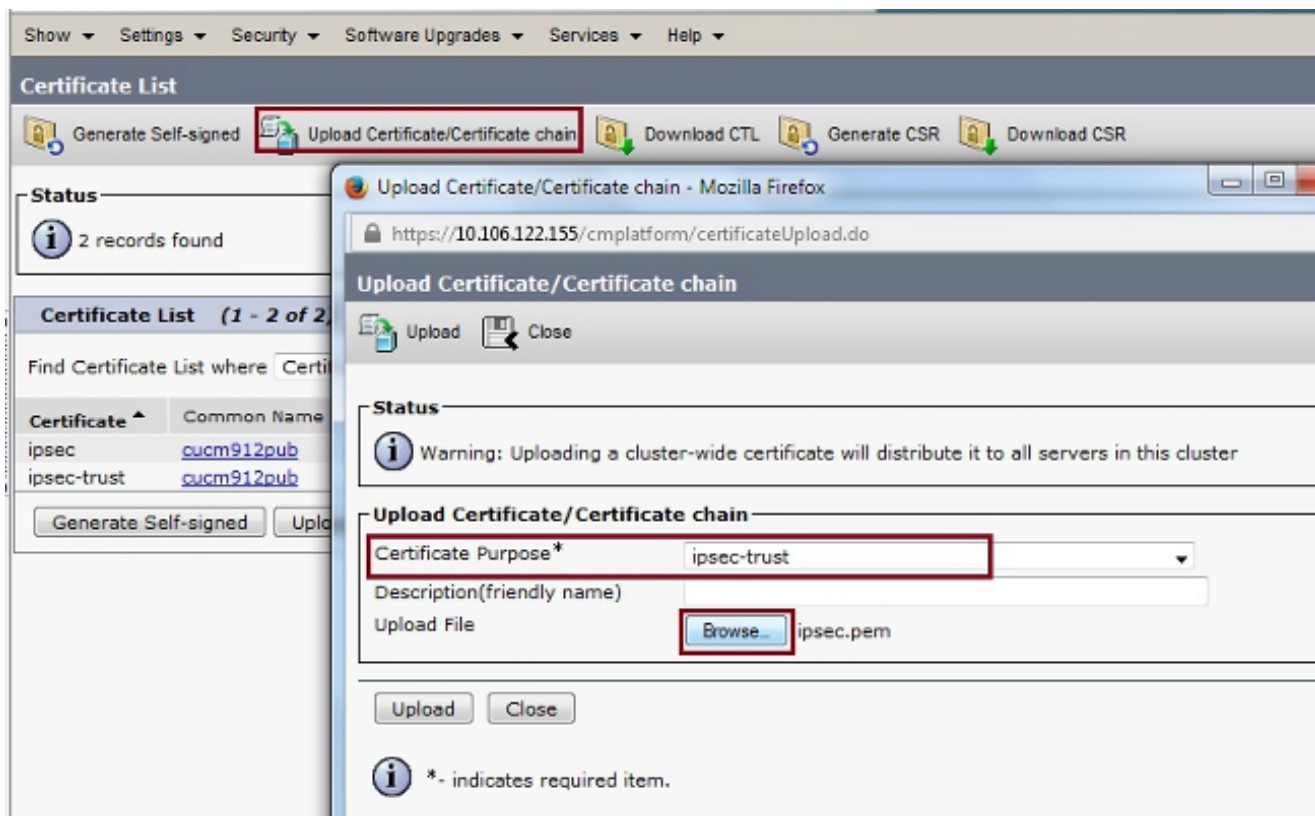 Show Settings Security Software Upgrades Services Help
Certificate List
Generate Self-signed Upload Certificate/Certificate chain Download CTL Generate CSR Download CSR
Status
2 records found
Certificate List (1 - 2 of 2
Find Certificate List where Certi
Certificate Common Name
ipsec cucm912pub
ipsec-trust cucm912pub
Generate Self-signed Uplo
Upload Certificate/Certificate chain - Mozilla Firefox
https://10.106.122.155/cmplatform/certificateUpload.do
Upload Certificate/Certificate chain
Upload Close
Status
Warning: Uploading a cluster-wide certificate will distribute it to all servers in this cluster
Upload Certificate/Certificate chain
Certificate Purpose* ipsec-trust
Description(friendly name)
Upload File Browse... ipsec.pem
Upload Close
*- indicates required item.